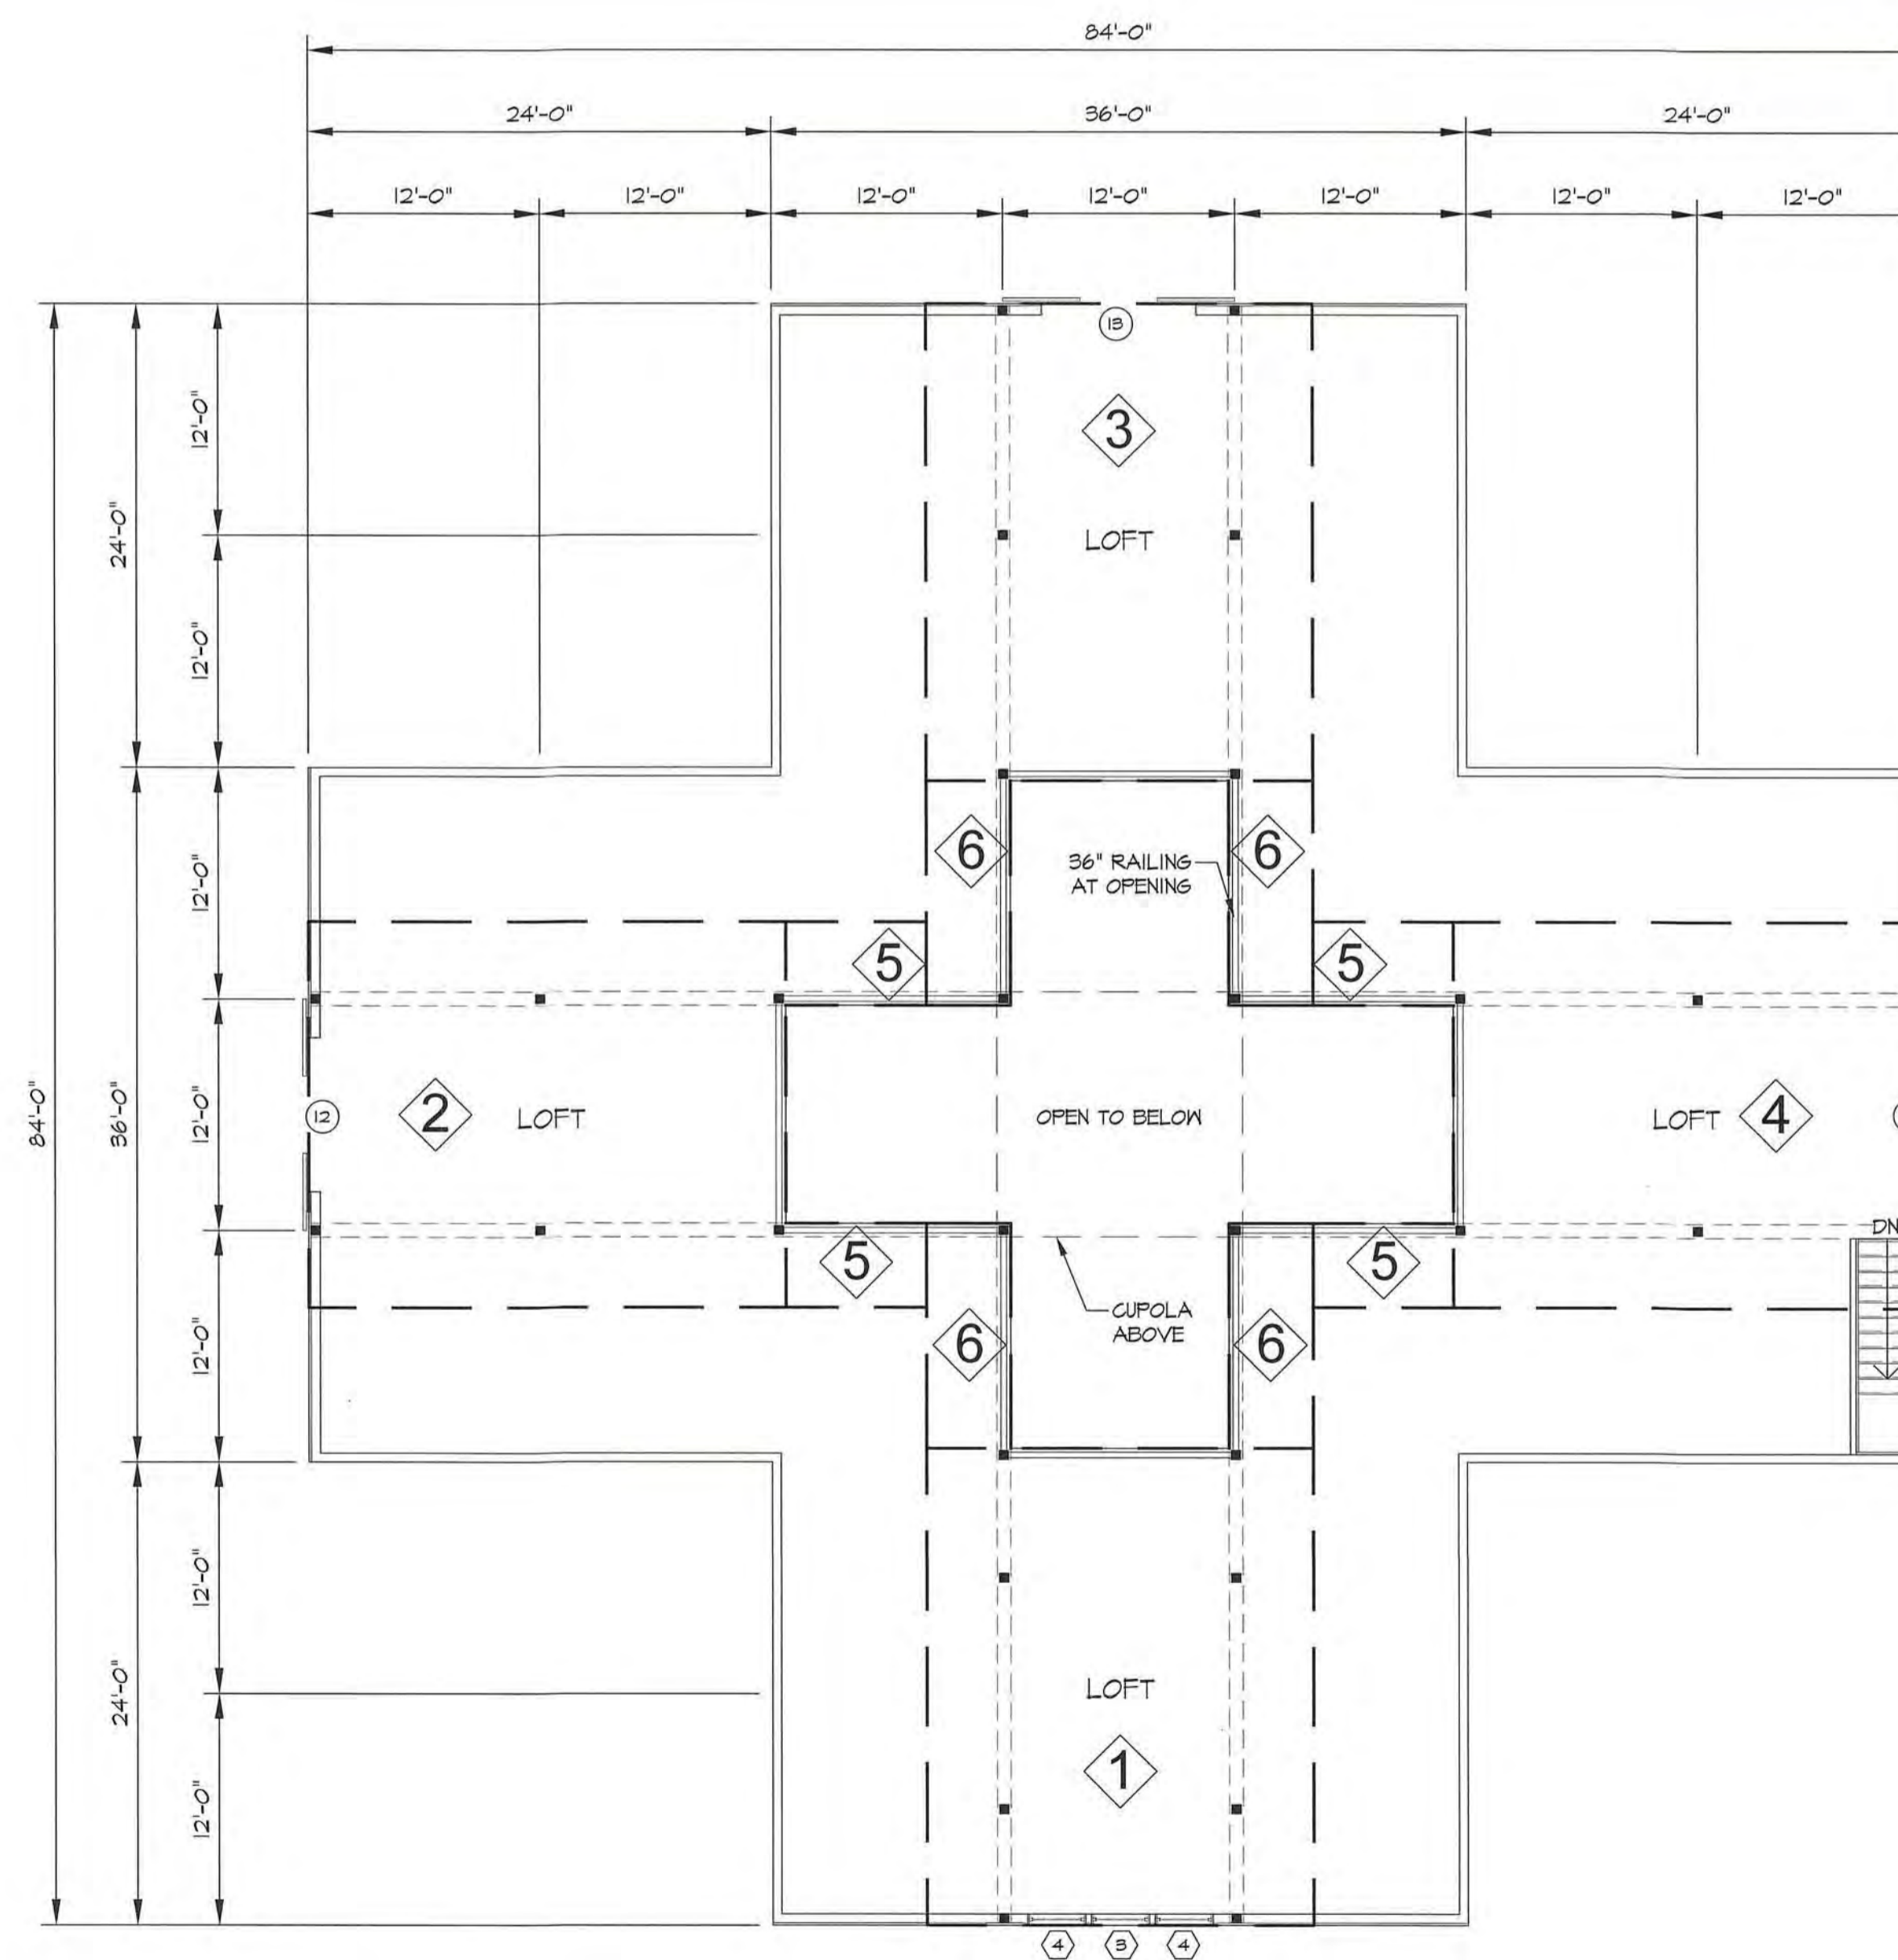 84'-0"
24'-0" 36'-0" 24'-0"
12'-0" 12'-0" 12'-0" 12'-0" 12'-0" 12'-0" 12'-0"
13
12'-0"
3
24'-0"
LOFT
12'-0"
6
36" RAILING
AT OPENING
6
12'-0"
5
5
84'-0"
36'-0"
12'-0"
12
2
LOFT
OPEN TO BELOW
LOFT
4
DN
5
5
CUPOLA
ABOVE
6
6
12'-0"
12'-0"
24'-0"
LOFT
1
12'-0"
4 3 4